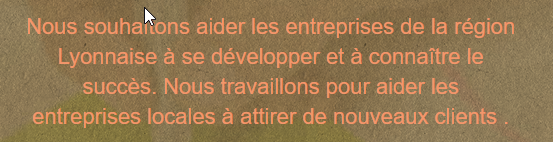 Nous souhaitons aider les entreprises de la région
Lyonnaise à se développer et à connaître le
succès. Nous travaillons pour aider les
entreprises locales à attirer de nouveaux clients .